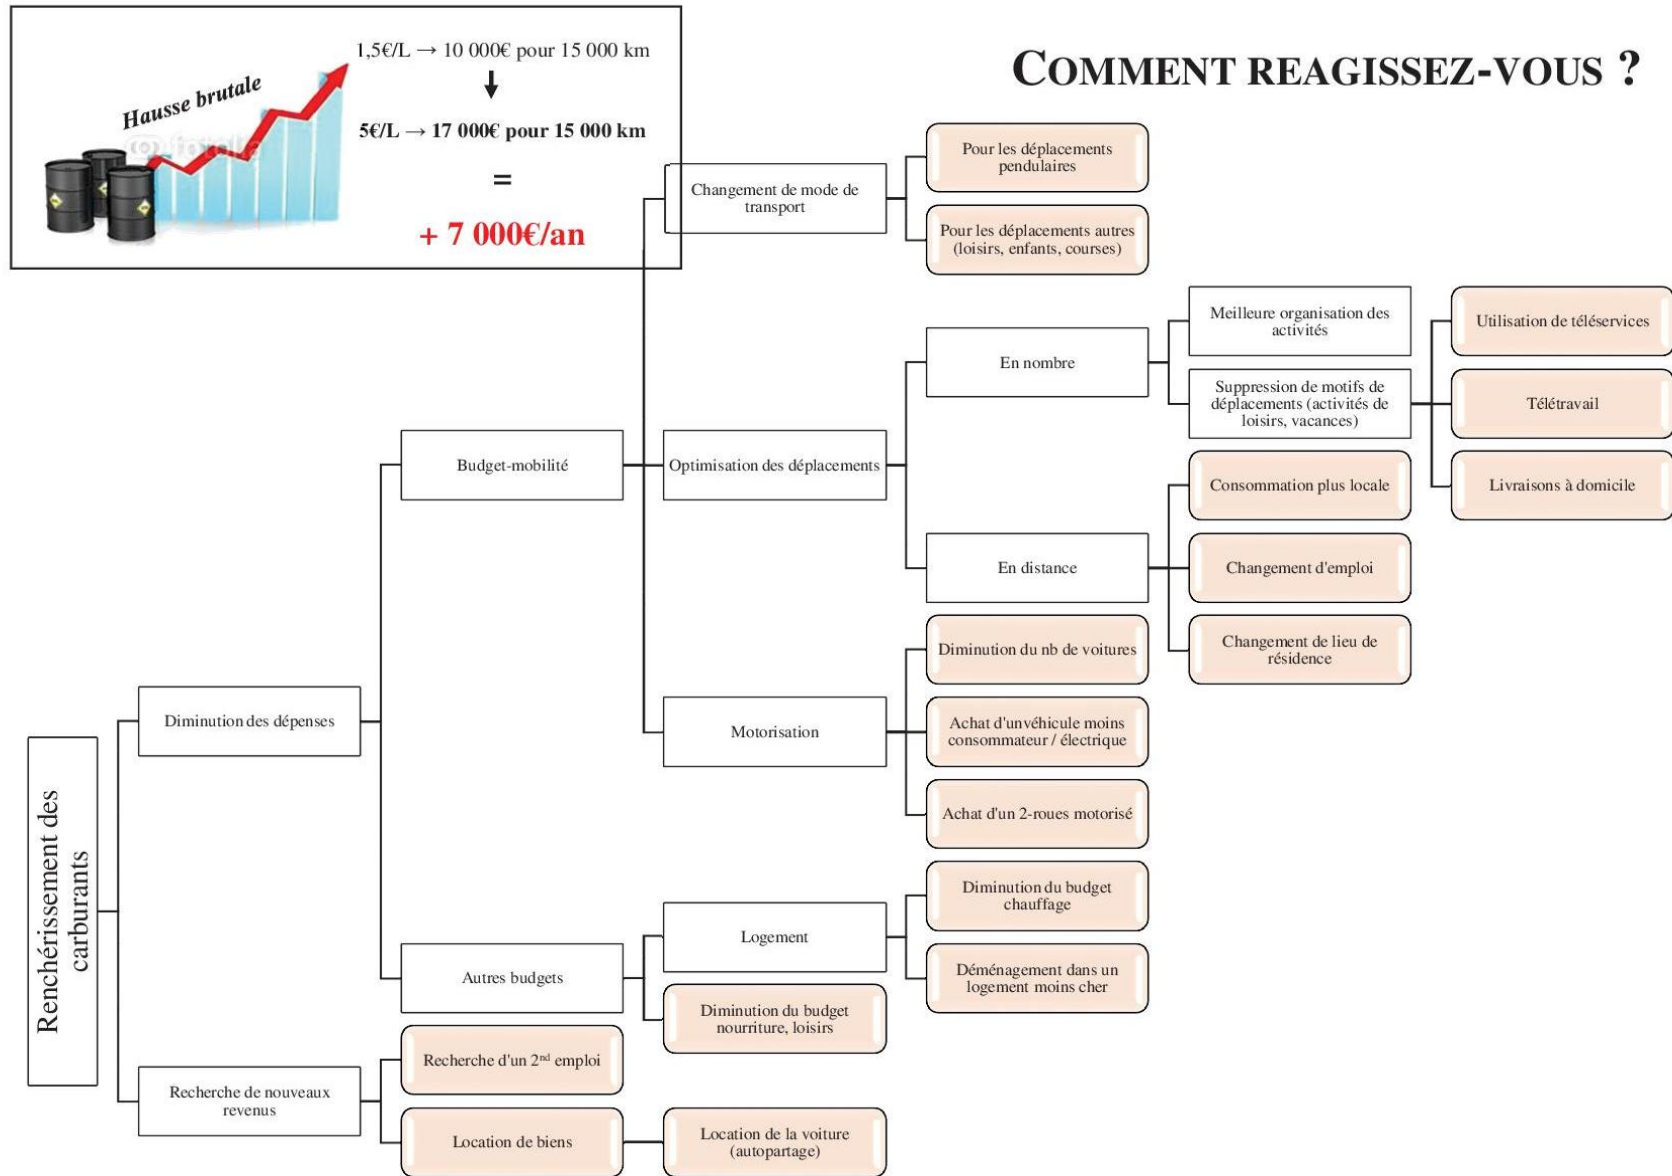 COMMENT REAGISSEZ-VOUS ?
1,5€/L → 10 000€ pour 15 000 km
Hausse brutale
fotolia
5€/L → 17 000€ pour 15 000 km
=
+ 7 000€/an
Renchérissement des
carburants
Diminution des dépenses
Budget-mobilité
Changement de mode de
transport
Pour les déplacements
pendulaires
Pour les déplacements autres
(loisirs, enfants, courses)
Optimisation des déplacements
En nombre
Meilleure organisation des
activités
Suppression de motifs de
déplacements (activités de
loisirs, vacances)
Utilisation de téléservices
Télétravail
Livraisons à domicile
En distance
Consommation plus locale
Changement d'emploi
Changement de lieu de
résidence
Motorisation
Diminution du nb de voitures
Achat d'unvéhicule moins
consommateur / électrique
Achat d'un 2-roues motorisé
Autres budgets
Logement
Diminution du budget
chauffage
Déménagement dans un
logement moins cher
Diminution du budget
nourriture, loisirs
Recherche de nouveaux
revenus
Recherche d'un 2nd emploi
Location de biens
Location de la voiture
(autopartage)